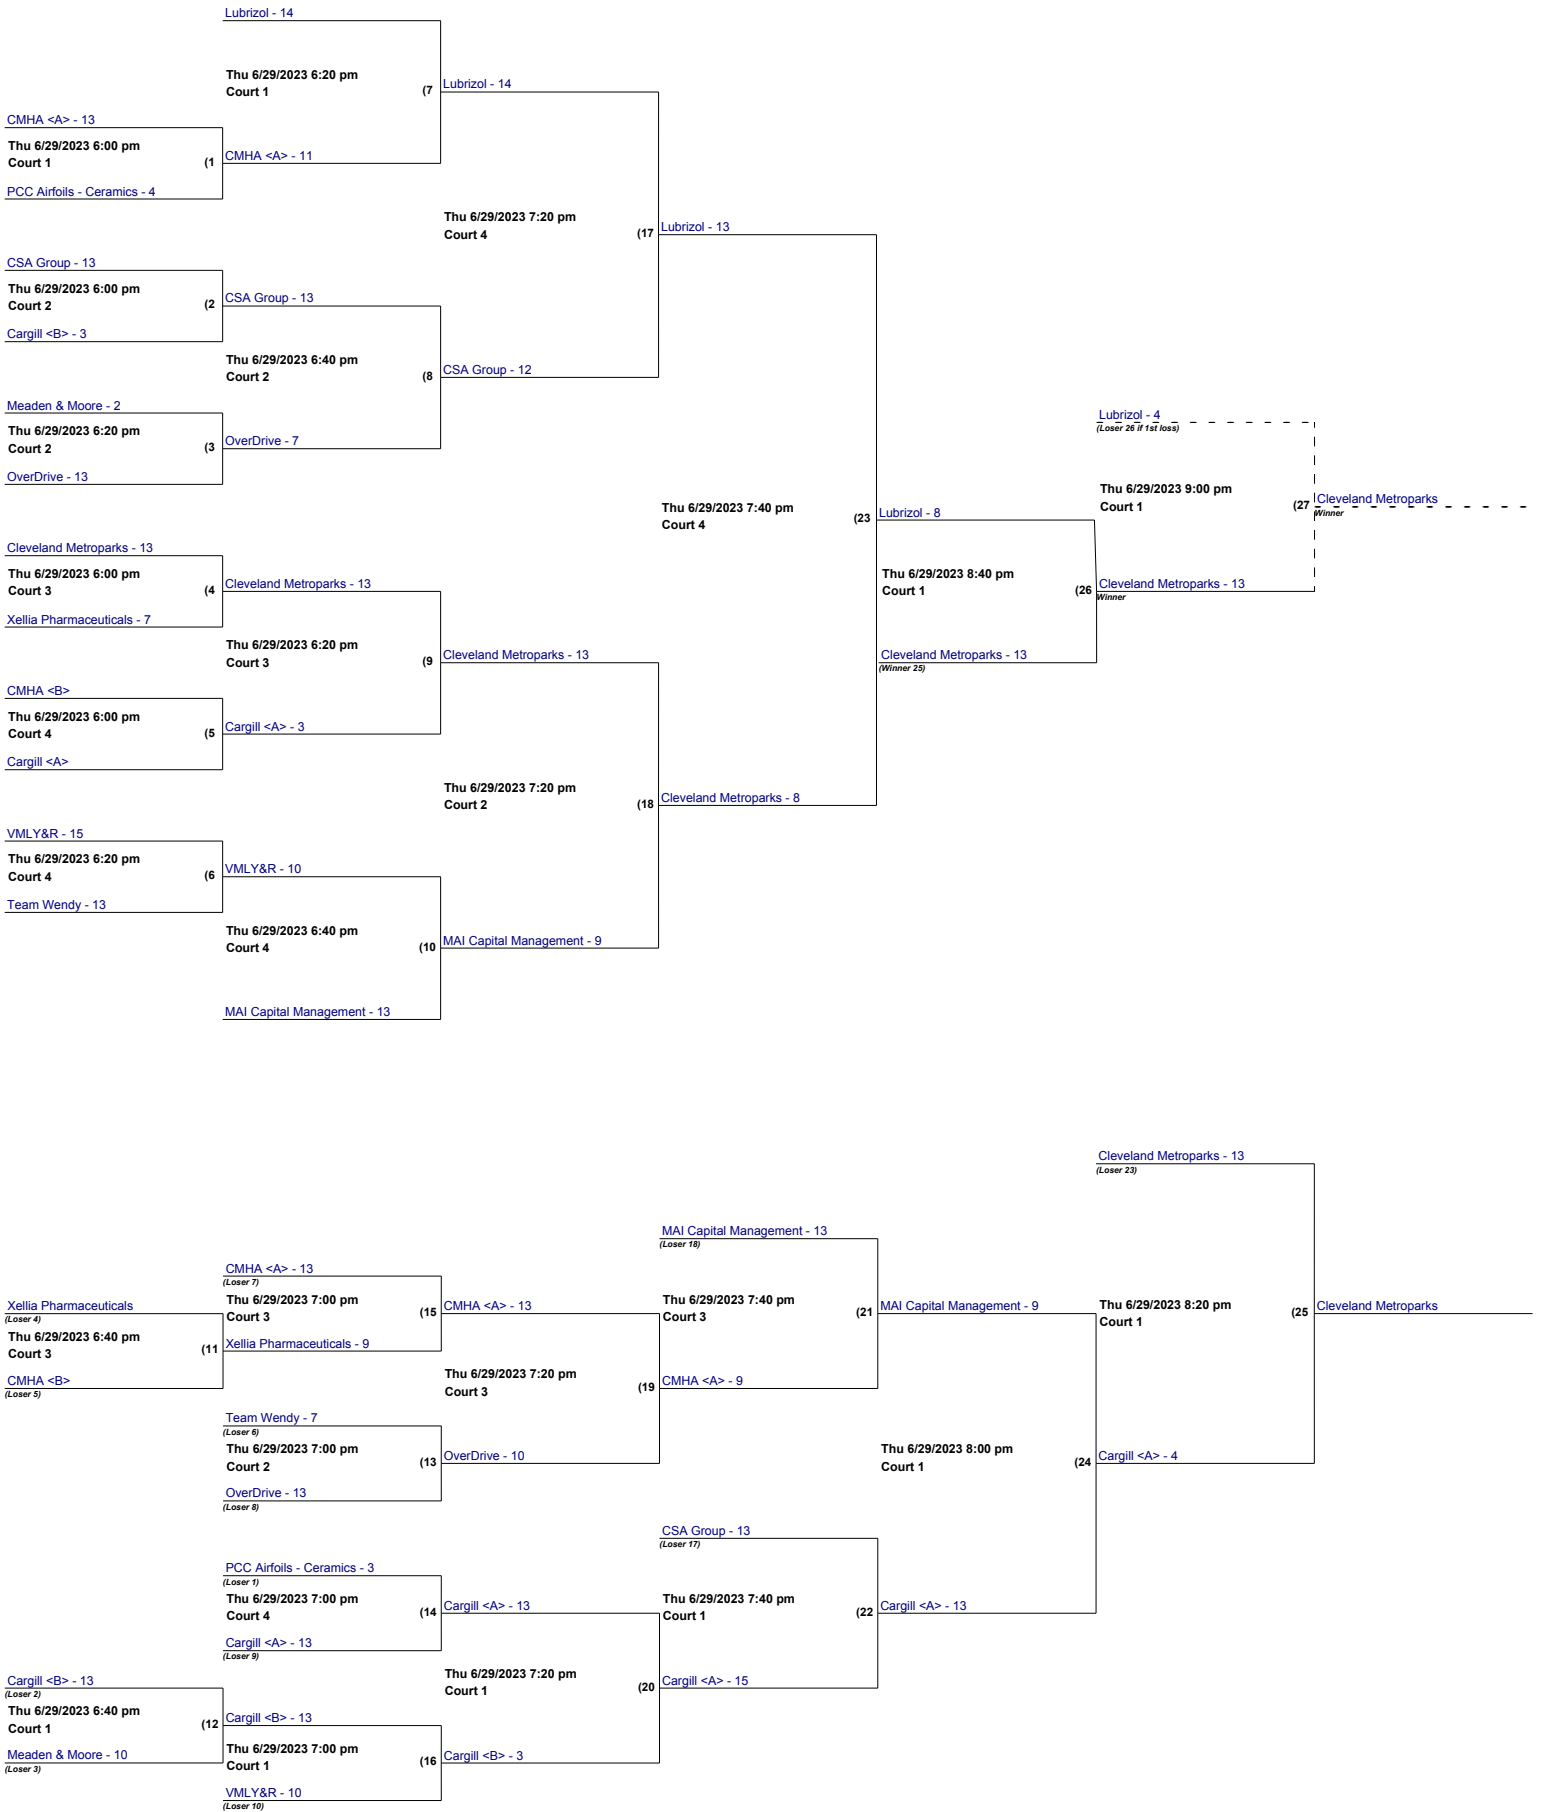 Lubrizol - 14
Thu 6/29/2023 6:20 pm
Court 1
(7
Lubrizol - 14
CMHA <A> - 13
Thu 6/29/2023 6:00 pm
Court 1
(1
CMHA <A> - 11
PCC Airfoils - Ceramics - 4
Thu 6/29/2023 7:20 pm
Court 4
(17
Lubrizol - 13
CSA Group - 13
Thu 6/29/2023 6:00 pm
Court 2
(2
CSA Group - 13
Cargill <B> - 3
Thu 6/29/2023 6:40 pm
Court 2
(8
CSA Group - 12
Meaden & Moore - 2
Thu 6/29/2023 6:20 pm
Court 2
(3
OverDrive - 7
OverDrive - 13
Lubrizol - 4
(Loser 26 if 1st loss)
Thu 6/29/2023 9:00 pm
Court 1
(27
Cleveland Metroparks
Winner
Thu 6/29/2023 7:40 pm
Court 4
(23
Lubrizol - 8
Cleveland Metroparks - 13
Thu 6/29/2023 6:00 pm
Court 3
(4
Cleveland Metroparks - 13
Xellia Pharmaceuticals - 7
Thu 6/29/2023 8:40 pm
Court 1
(26
Cleveland Metroparks - 13
Winner
Thu 6/29/2023 6:20 pm
Court 3
(9
Cleveland Metroparks - 13
Cleveland Metroparks - 13
(Winner 25)
CMHA <B>
Thu 6/29/2023 6:00 pm
Court 4
(5
Cargill <A> - 3
Cargill <A>
Thu 6/29/2023 7:20 pm
Court 2
(18
Cleveland Metroparks - 8
VMLY&R - 15
Thu 6/29/2023 6:20 pm
Court 4
(6
VMLY&R - 10
Team Wendy - 13
Thu 6/29/2023 6:40 pm
Court 4
(10
MAI Capital Management - 9
MAI Capital Management - 13
Cleveland Metroparks - 13
(Loser 23)
MAI Capital Management - 13
(Loser 18)
CMHA <A> - 13
(Loser 7)
Thu 6/29/2023 7:00 pm
Court 3
(15
CMHA <A> - 13
Xellia Pharmaceuticals
(Loser 4)
Thu 6/29/2023 6:40 pm
Court 3
(11
Xellia Pharmaceuticals - 9
CMHA <B>
(Loser 5)
Thu 6/29/2023 7:40 pm
Court 3
(21
MAI Capital Management - 9
Thu 6/29/2023 8:20 pm
Court 1
(25
Cleveland Metroparks
Thu 6/29/2023 7:20 pm
Court 3
(19
CMHA <A> - 9
Team Wendy - 7
(Loser 6)
Thu 6/29/2023 7:00 pm
Court 2
(13
OverDrive - 10
OverDrive - 13
(Loser 8)
Thu 6/29/2023 8:00 pm
Court 1
(24
Cargill <A> - 4
CSA Group - 13
(Loser 17)
PCC Airfoils - Ceramics - 3
(Loser 1)
Thu 6/29/2023 7:00 pm
Court 4
(14
Cargill <A> - 13
Cargill <A> - 13
(Loser 9)
Thu 6/29/2023 7:40 pm
Court 1
(22
Cargill <A> - 13
Thu 6/29/2023 7:20 pm
Court 1
(20
Cargill <A> - 15
Cargill <B> - 13
(Loser 2)
Thu 6/29/2023 6:40 pm
Court 1
(12
Cargill <B> - 13
Meaden & Moore - 10
(Loser 3)
Thu 6/29/2023 7:00 pm
Court 1
(16
Cargill <B> - 3
VMLY&R - 10
(Loser 10)